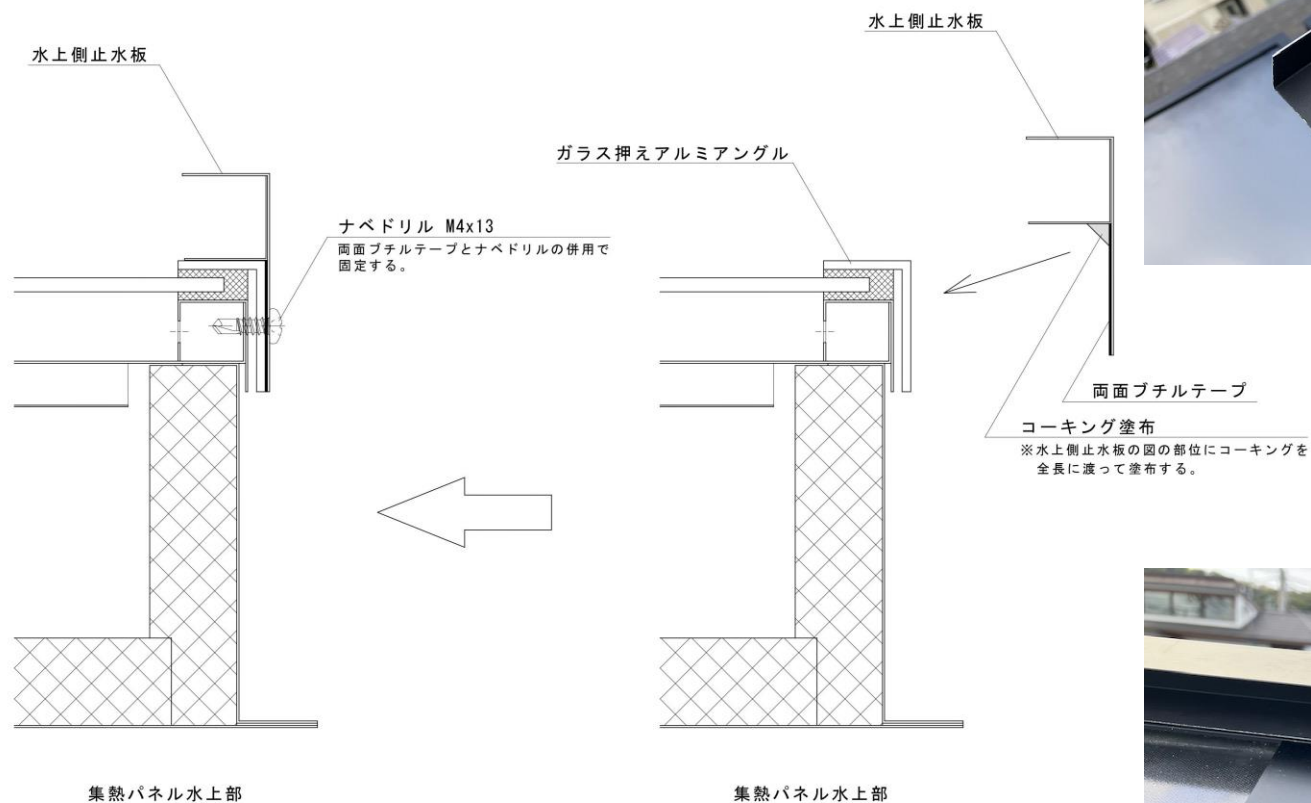 水上側止水板
水上側止水板
ガラス押えアルミアングル
ナベドリル M4x13
両面ブチルテープとナベドリルの併用で
固定する。
両面ブチルテープ
コーキング塗布
※水上側止水板の図の部位にコーキングを
全長に渡って塗布する。
集熱パネル水上部
集熱パネル水上部